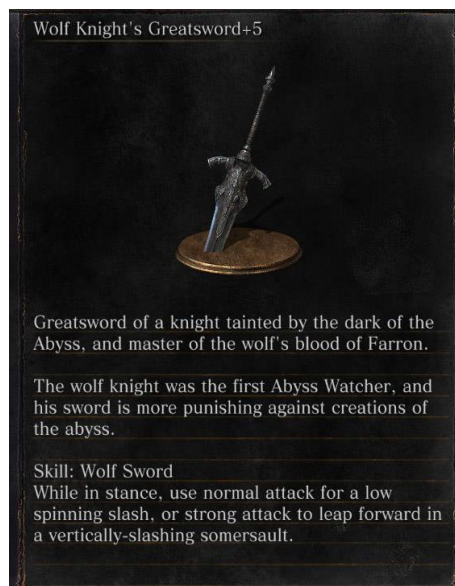 Wolf Knight's Greatsword+5
Greatsword of a knight tainted by the dark of the
Abyss, and master of the wolf's blood of Farron.
The wolf knight was the first Abyss Watcher, and
his sword is more punishing against creations of
the abyss.
Skill: Wolf Sword
While in stance, use normal attack for a low
spinning slash, or strong attack to leap forward in
a vertically-slashing somersault.